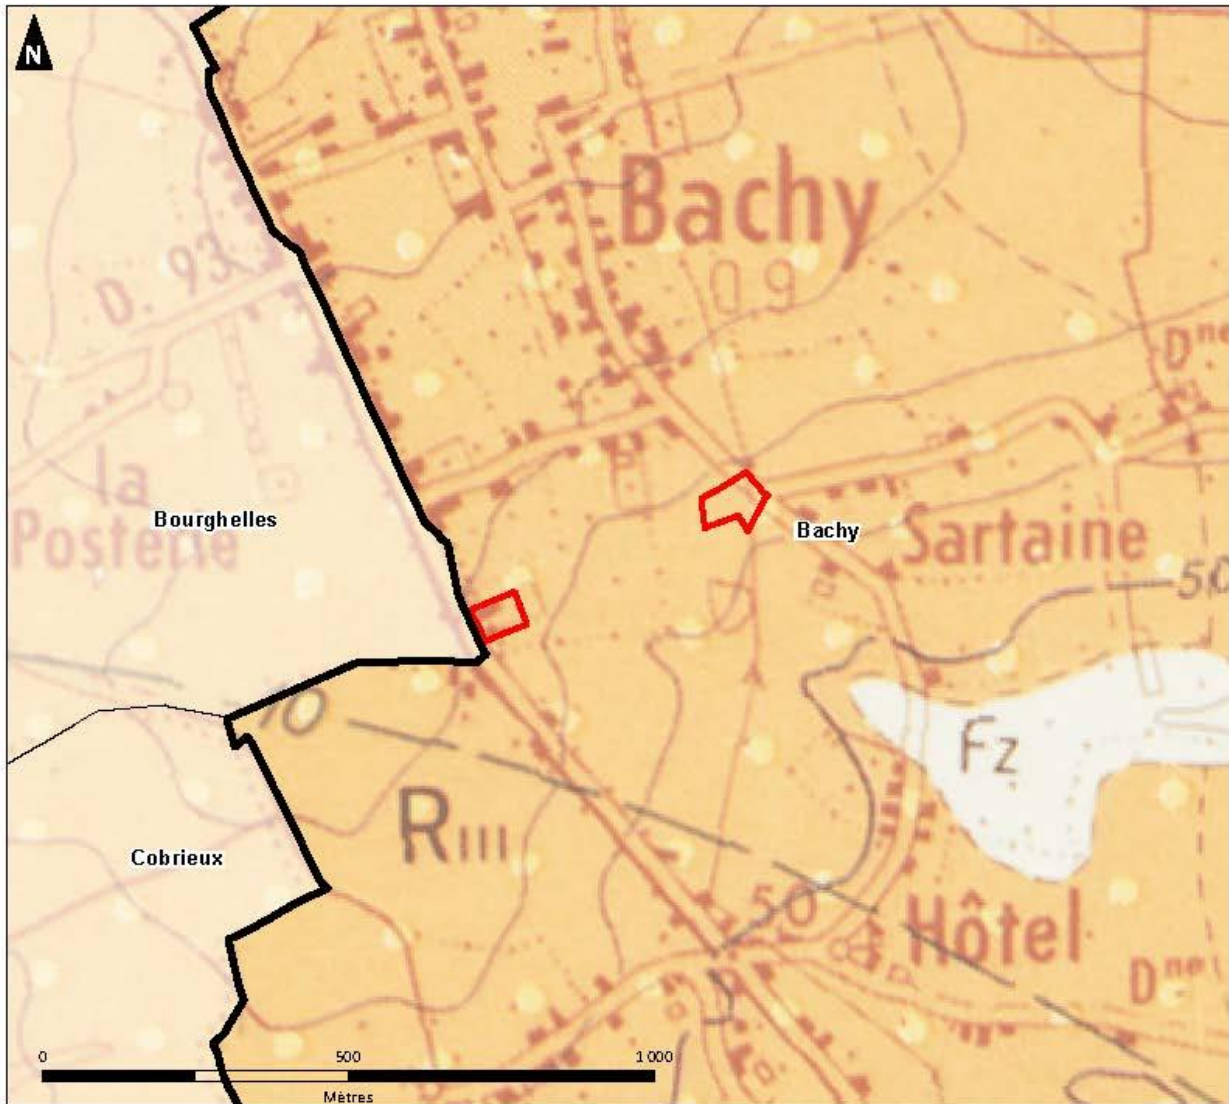 N
Bachy
09
D. 93
Dne
la
Posterie
Bourghelles
Bachy
Sartaine
50
10
Fz
RIII
Cobrieux
50
Hôtel
Dne
0 500 1 000
Mètres